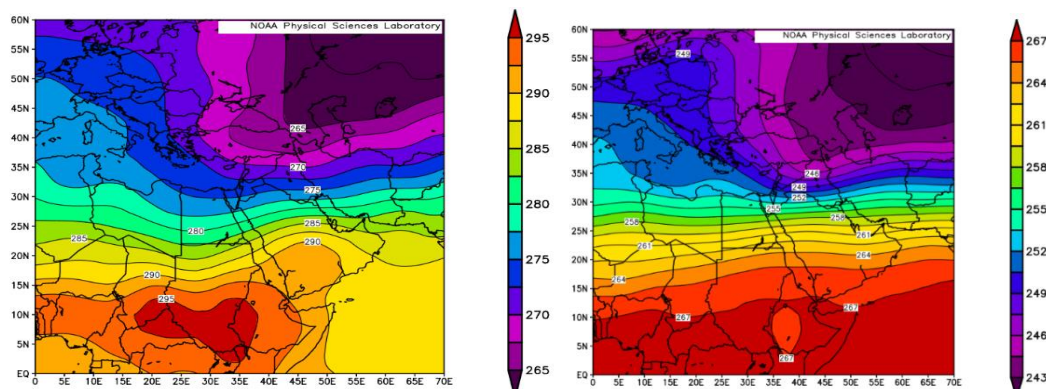 NOAA Physical Sciences Laboratory
60N
55N
50N
45N
40N
35N
30N
25N
20N
15N
10N
5N
EQ
0 5E 10E 15E 20E 25E 30E 35E 40E 45E 50E 55E 60E 65E 70E
265
270
275
280
285
285
290
290
295
295
290
285
280
275
270
265
NOAA Physical Sciences Laboratory
60N
55N
50N
45N
40N
35N
30N
25N
20N
15N
10N
5N
EQ
0 5E 10E 15E 20E 25E 30E 35E 40E 45E 50E 55E 60E 65E 70E
249
246
249
252
255
258
258
261
261
264
264
267
267
267
264
261
258
255
252
249
246
243